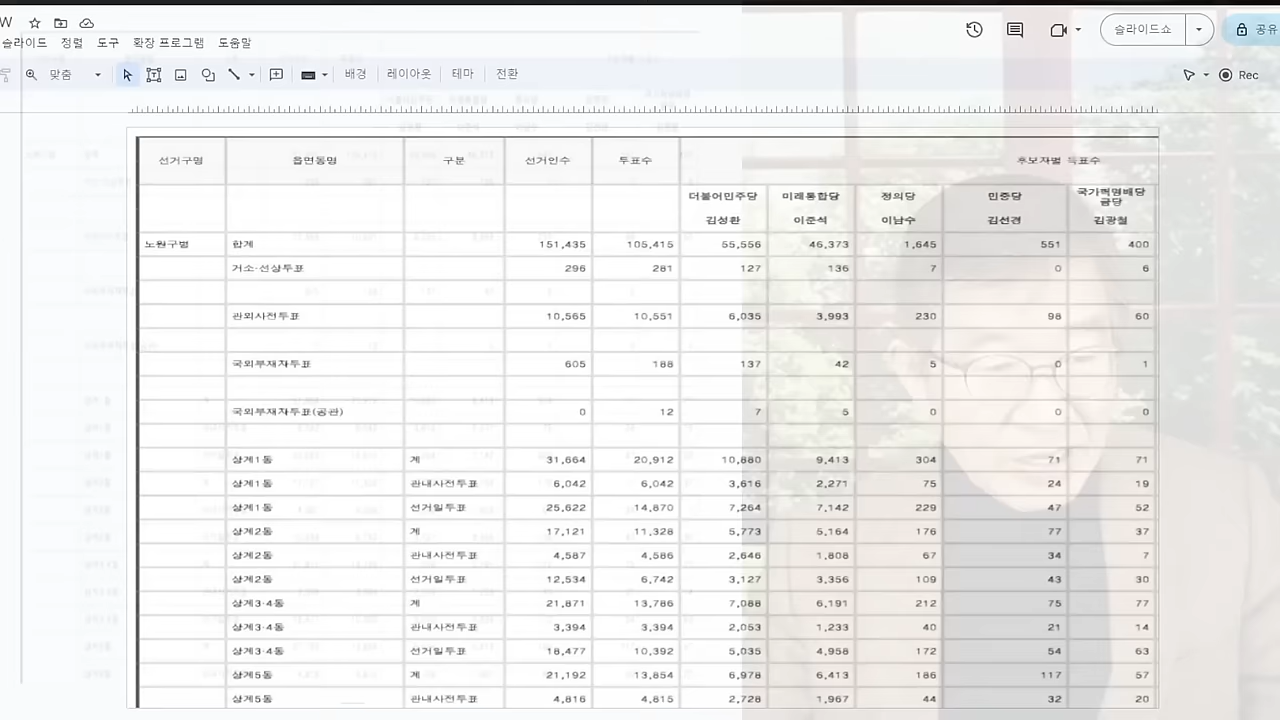 W
슬라이드 정렬 도구 확장 프로그램 도움말
슬라이드쇼
공유
맞춤 배경 레이아웃 테마 전환 Rec
선거구명 읍면동명 구분 선거인수 투표수 후보자별 득표수
더불어민주당 미래통합당 정의당 민중당 국가혁명배당금당
김성환 이준석 이남수 김선경 김광철
노원구병 합계 151,435 105,415 55,556 46,373 1,645 551 400
거소·선상투표 296 281 127 136 7 0 6
관외사전투표 10,565 10,551 6,035 3,993 230 98 60
국외부재자투표 605 188 137 42 5 0 1
국외부재자투표(공관) 0 12 7 5 0 0 0
상계1동 계 31,664 20,912 10,880 9,413 304 71 71
상계1동 관내사전투표 6,042 6,042 3,616 2,271 75 24 19
상계1동 선거일투표 25,622 14,870 7,264 7,142 229 47 52
상계2동 계 17,121 11,328 5,773 5,164 176 77 37
상계2동 관내사전투표 4,587 4,586 2,646 1,808 67 34 7
상계2동 선거일투표 12,534 6,742 3,127 3,356 109 43 30
상계3·4동 계 21,871 13,786 7,088 6,191 212 75 77
상계3·4동 관내사전투표 3,394 3,394 2,053 1,233 40 21 14
상계3·4동 선거일투표 18,477 10,392 5,035 4,958 172 54 63
상계5동 계 21,192 13,854 6,978 6,413 186 117 57
상계5동 관내사전투표 4,816 4,815 2,728 1,967 44 32 20